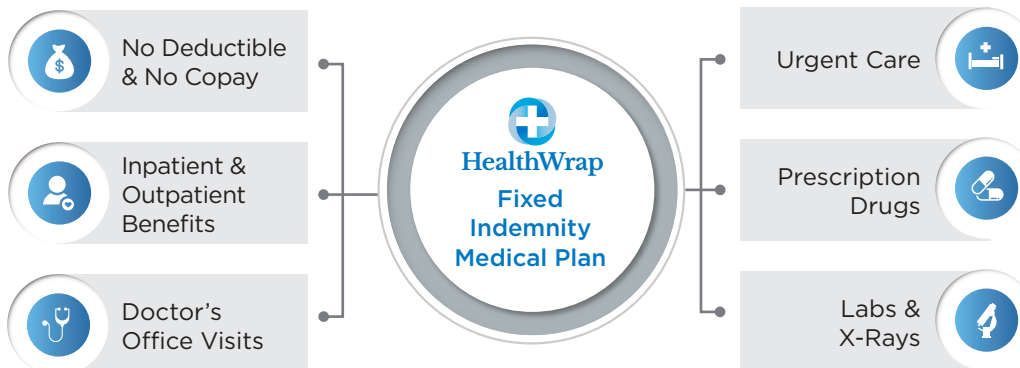 No Deductible
& No Copay
Inpatient &
Outpatient
Benefits
Doctor's
Office Visits
$
HealthWrap
Fixed
Indemnity
Medical Plan
Urgent Care
Prescription
Drugs
Labs &
X-Rays